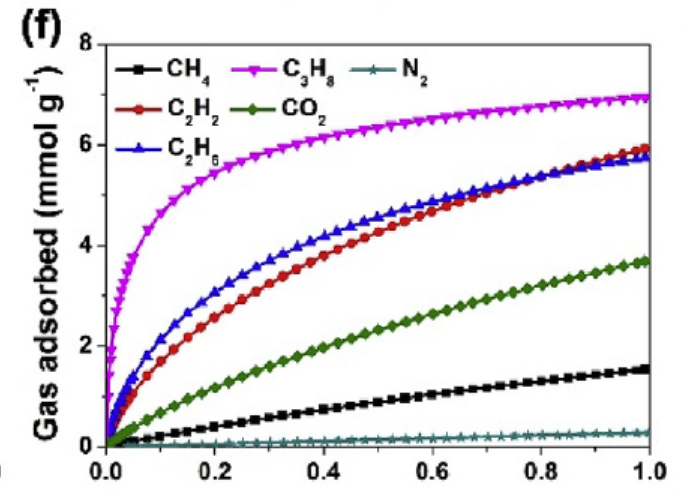 (f)
Gas adsorbed (mmol g⁻¹)
8
6
4
2
0
CH₄ C₃H₈ N₂
C₂H₂ CO₂
C₂H₆
0.0 0.2 0.4 0.6 0.8 1.0